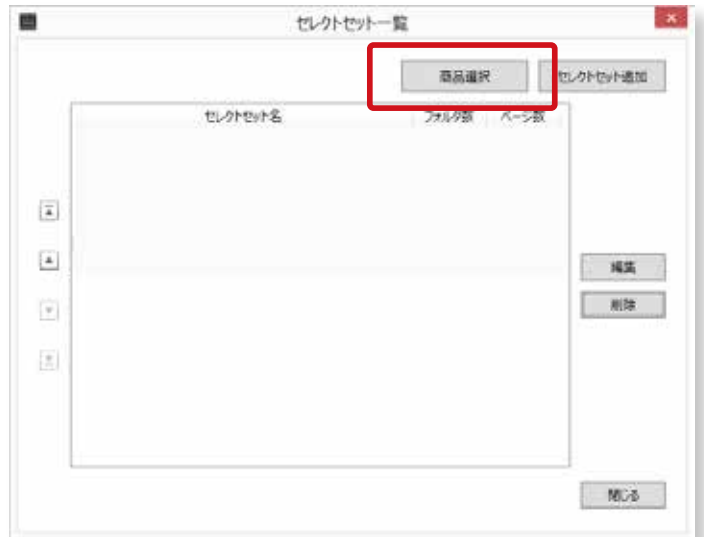 セレクトセット一覧
商品選択 セレクトセット追加
セレクトセット名 フォルダ数 ページ数
編集
削除
閉じる